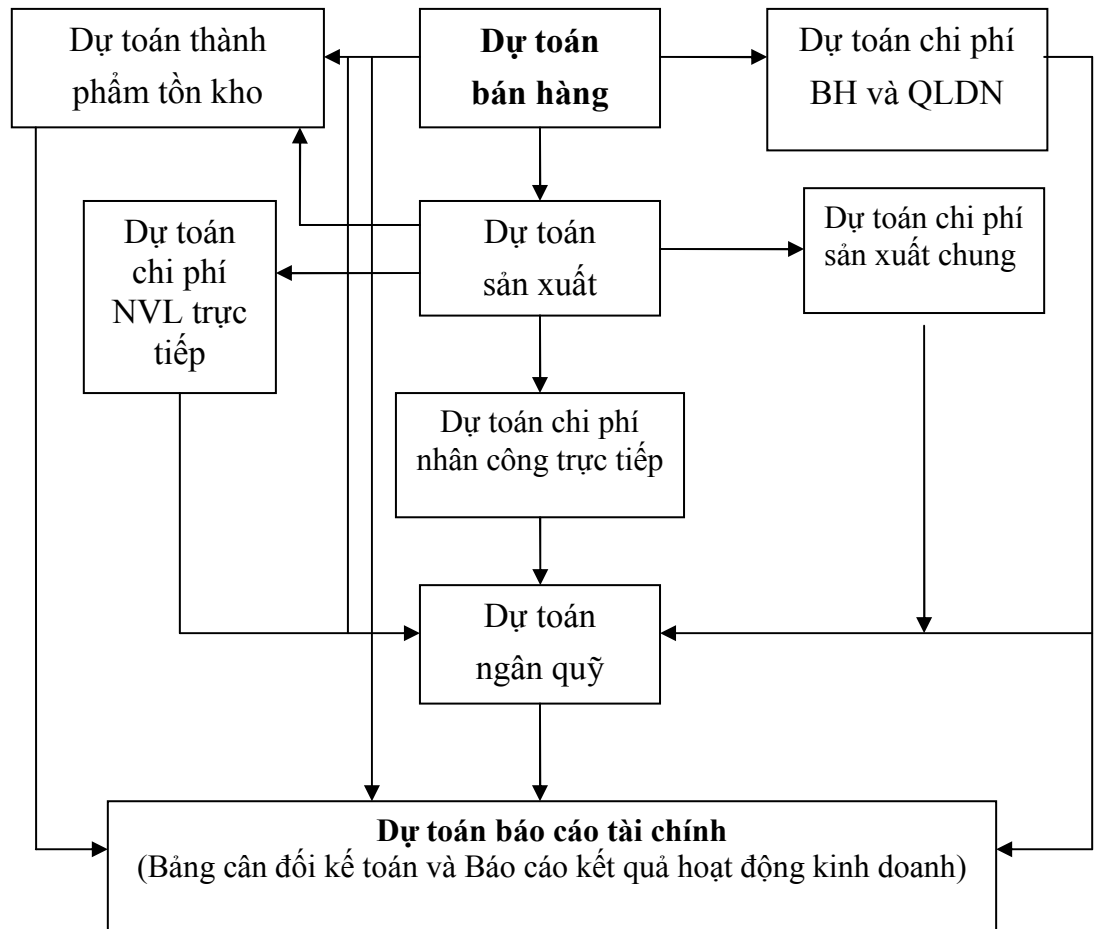 Dự toán thành
phẩm tồn kho
Dự toán
bán hàng
Dự toán chi phí
BH và QLDN
Dự toán
chi phí
NVL trực
tiếp
Dự toán
sản xuất
Dự toán chi phí
sản xuất chung
Dự toán chi phí
nhân công trực tiếp
Dự toán
ngân quỹ
Dự toán báo cáo tài chính
(Bảng cân đối kế toán và Báo cáo kết quả hoạt động kinh doanh)